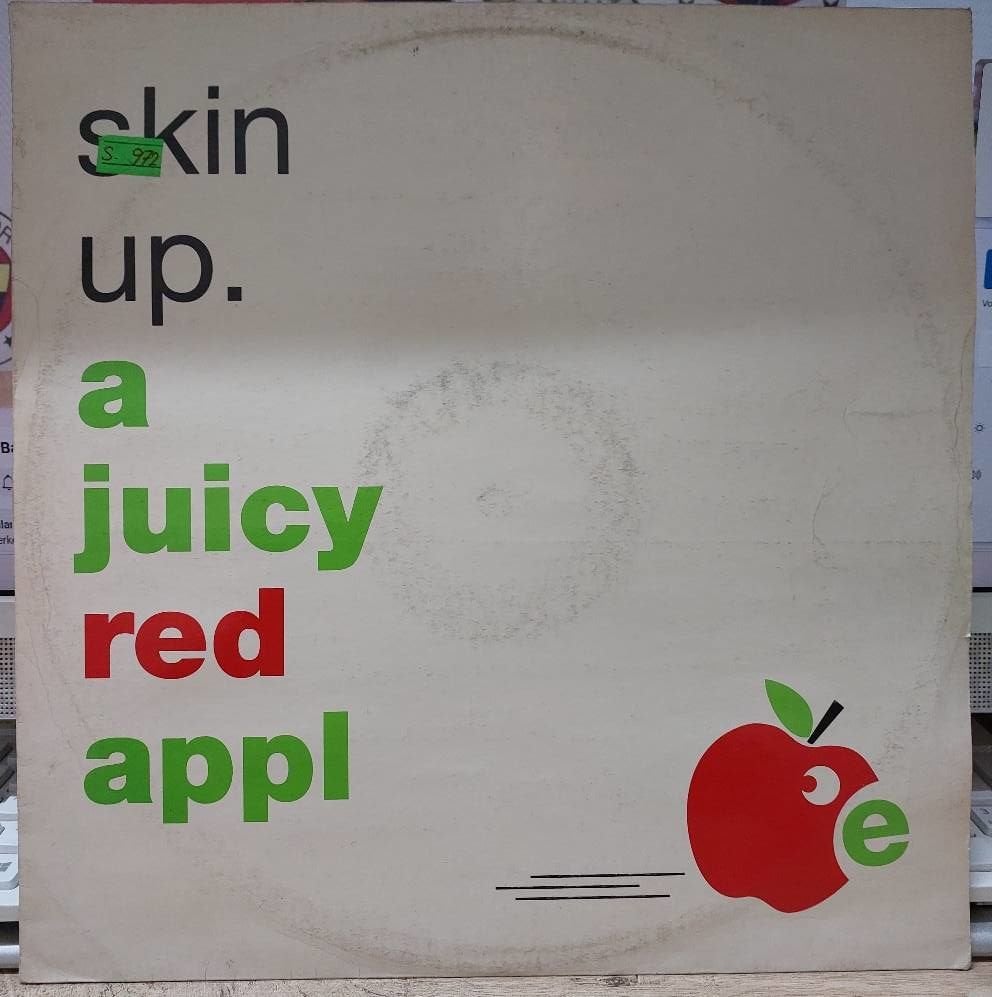 skin
S- 972
up.
a
juicy
red
appl
e